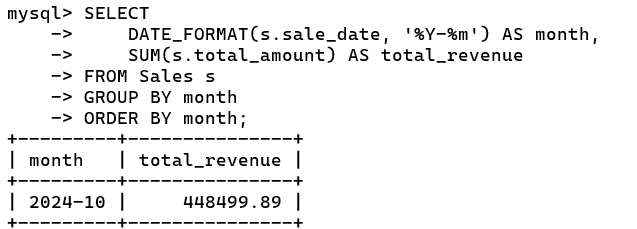 mysql> SELECT
    ->     DATE_FORMAT(s.sale_date, '%Y-%m') AS month,
    ->     SUM(s.total_amount) AS total_revenue
    -> FROM Sales s
    -> GROUP BY month
    -> ORDER BY month;
+---------+---------------+
| month   | total_revenue |
+---------+---------------+
| 2024-10 |     448499.89 |
+---------+---------------+